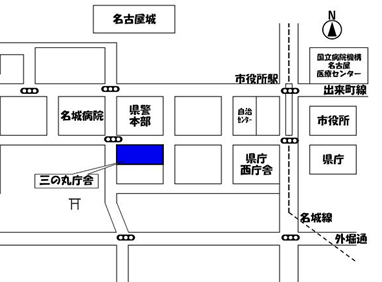 名古屋城
N
国立病院機構
名古屋
医療センター
市役所駅
出来町線
名城病院
県警
本部
自治
センター
市役所
県庁
西庁舎
県庁
三の丸庁舎
名城線
外堀通